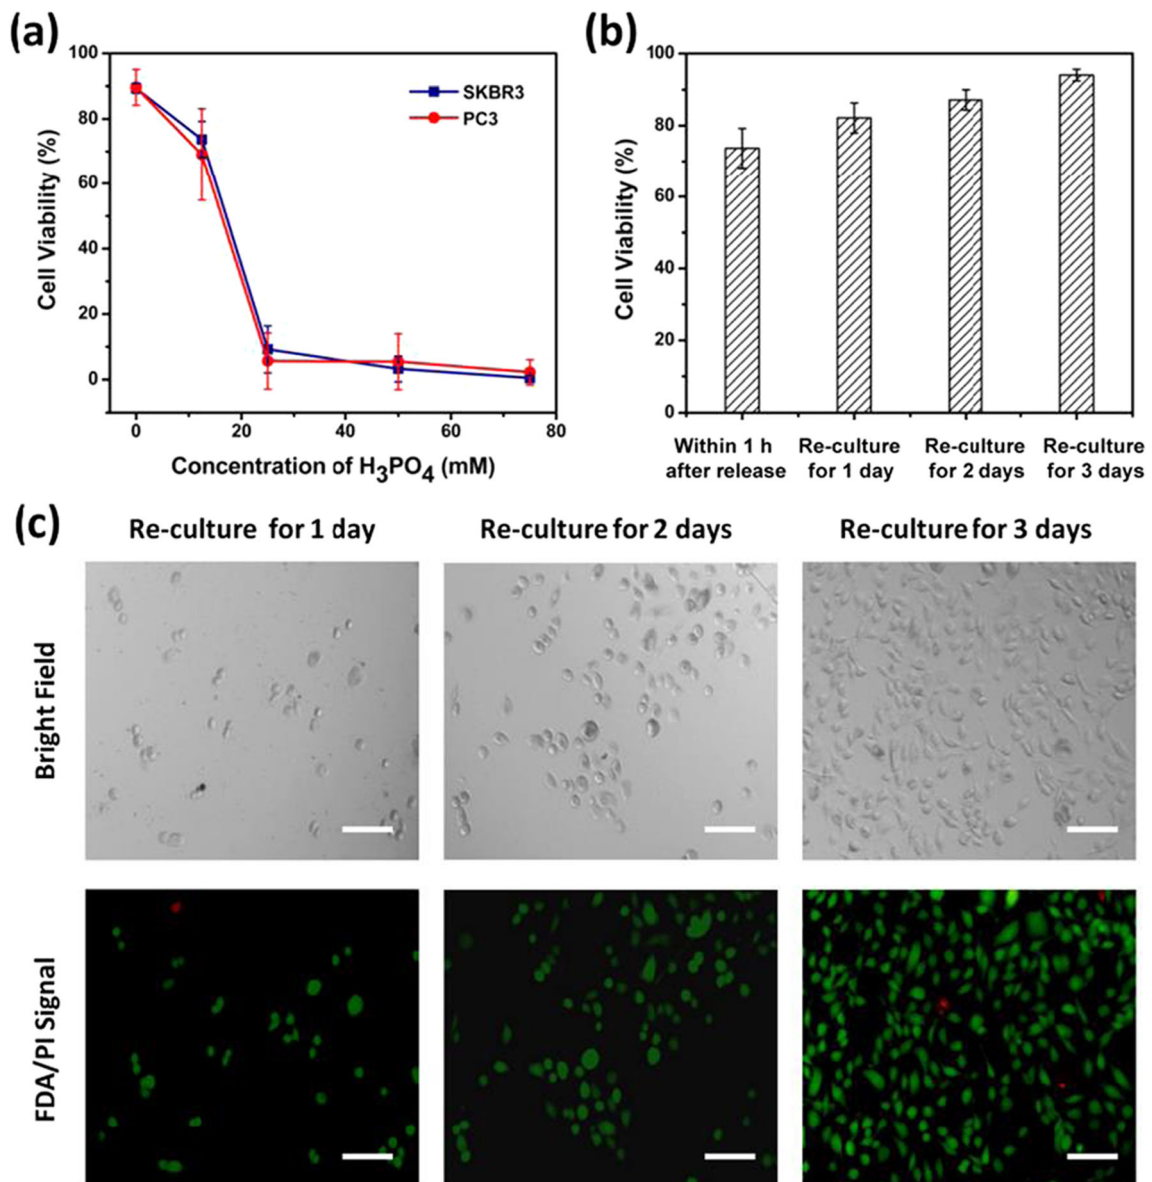 (a)
100
80
60
40
20
0
Cell Viability (%)
SKBR3
PC3
0 20 40 60 80
Concentration of H3PO4 (mM)
(b)
100
80
60
40
20
0
Cell Viability (%)
Within 1 h
after release
Re-culture
for 1 day
Re-culture
for 2 days
Re-culture
for 3 days
(c)
Re-culture for 1 day
Re-culture for 2 days
Re-culture for 3 days
Bright Field
FDA/PI Signal